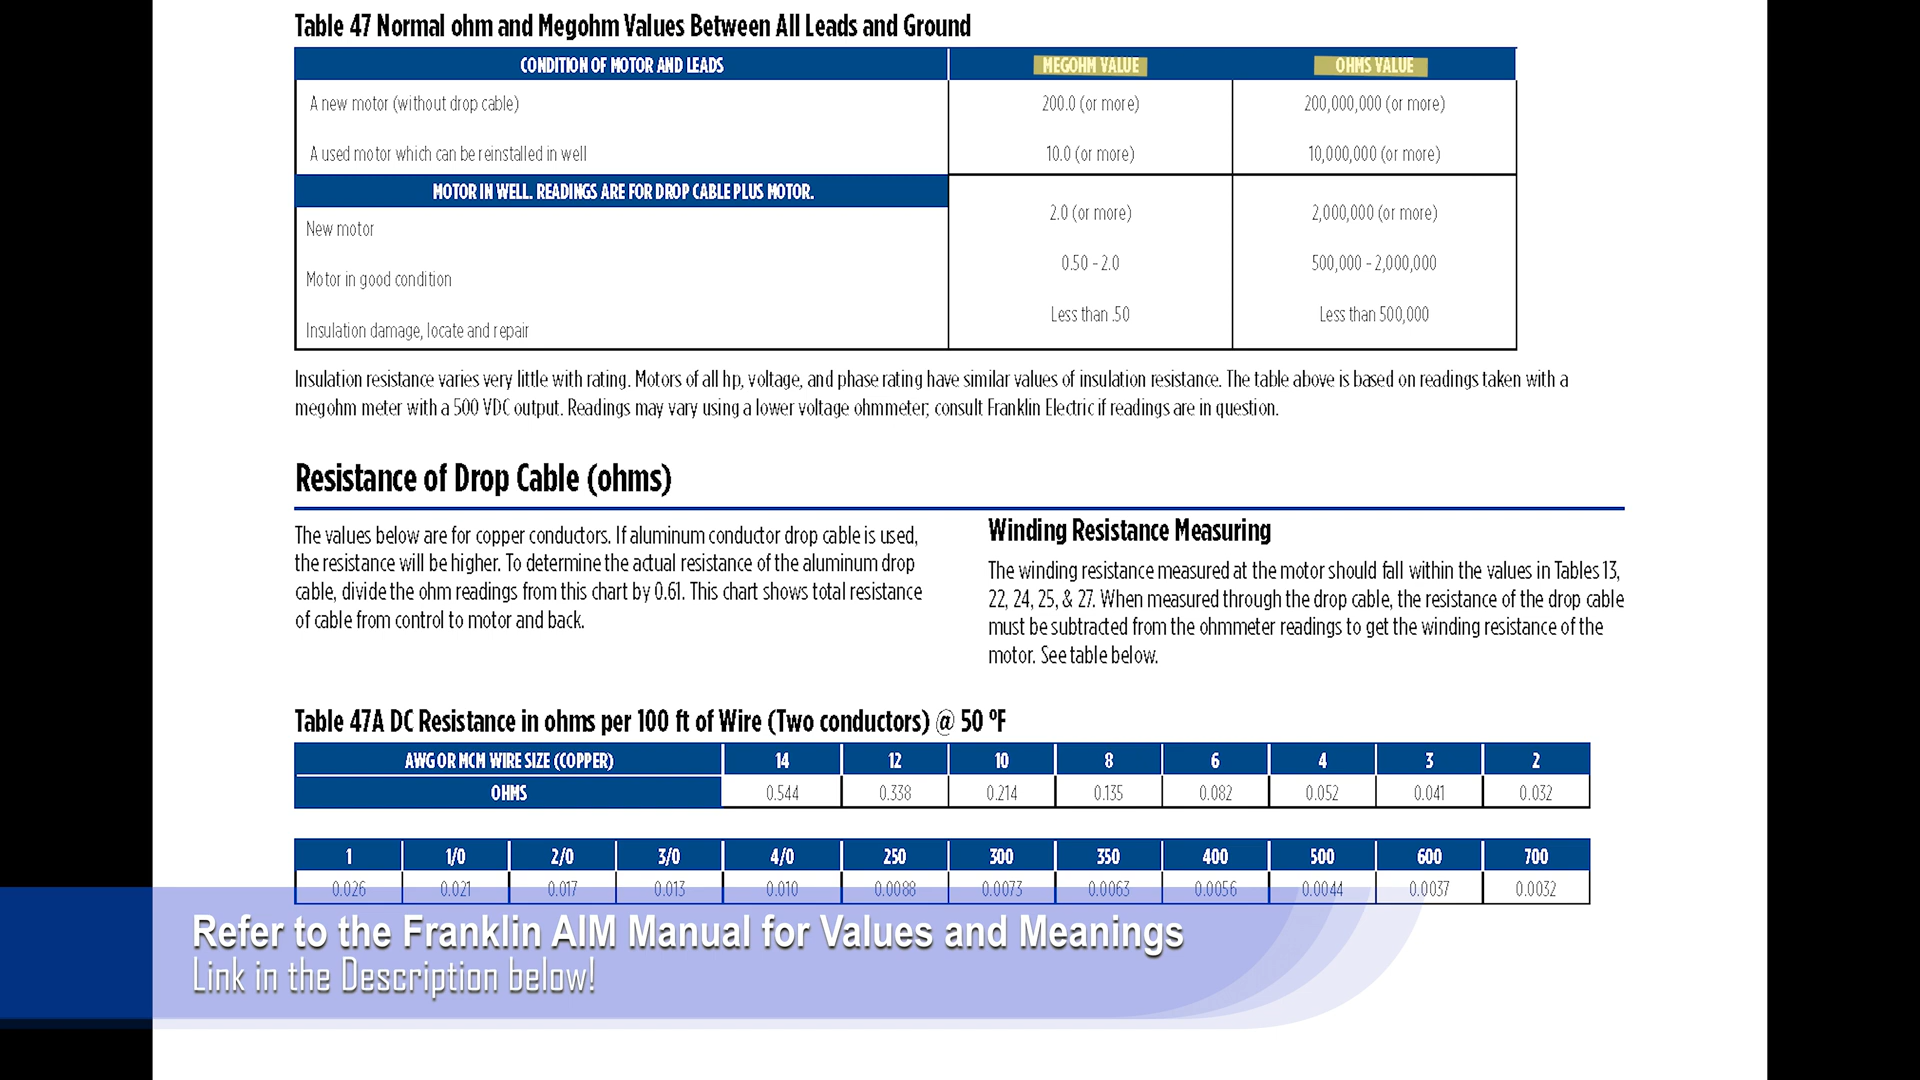 Table 47 Normal ohm and Megohm Values Between All Leads and Ground
CONDITION OF MOTOR AND LEADS MEGOHM VALUE OHMS VALUE
A new motor (without drop cable) 200.0 (or more) 200,000,000 (or more)
A used motor which can be reinstalled in well 10.0 (or more) 10,000,000 (or more)
MOTOR IN WELL. READINGS ARE FOR DROP CABLE PLUS MOTOR.
New motor 2.0 (or more) 2,000,000 (or more)
Motor in good condition 0.50 - 2.0 500,000 - 2,000,000
Insulation damage, locate and repair Less than .50 Less than 500,000
Insulation resistance varies very little with rating. Motors of all hp, voltage, and phase rating have similar values of insulation resistance. The table above is based on readings taken with a
megohm meter with a 500 VDC output. Readings may vary using a lower voltage ohmmeter; consult Franklin Electric if readings are in question.
Resistance of Drop Cable (ohms)
The values below are for copper conductors. If aluminum conductor drop cable is used,
the resistance will be higher. To determine the actual resistance of the aluminum drop
cable, divide the ohm readings from this chart by 0.61. This chart shows total resistance
of cable from control to motor and back.
Winding Resistance Measuring
The winding resistance measured at the motor should fall within the values in Tables 13,
22, 24, 25, & 27. When measured through the drop cable, the resistance of the drop cable
must be subtracted from the ohmmeter readings to get the winding resistance of the
motor. See table below.
Table 47A DC Resistance in ohms per 100 ft of Wire (Two conductors) @ 50 ºF
AWG OR MCM WIRE SIZE (COPPER) 14 12 10 8 6 4 3 2
OHMS 0.544 0.338 0.214 0.135 0.082 0.052 0.041 0.032
1 1/0 2/0 3/0 4/0 250 300 350 400 500 600 700
0.026 0.021 0.017 0.013 0.010 0.0088 0.0073 0.0063 0.0056 0.0044 0.0037 0.0032
Refer to the Franklin AIM Manual for Values and Meanings
Link in the Description below!